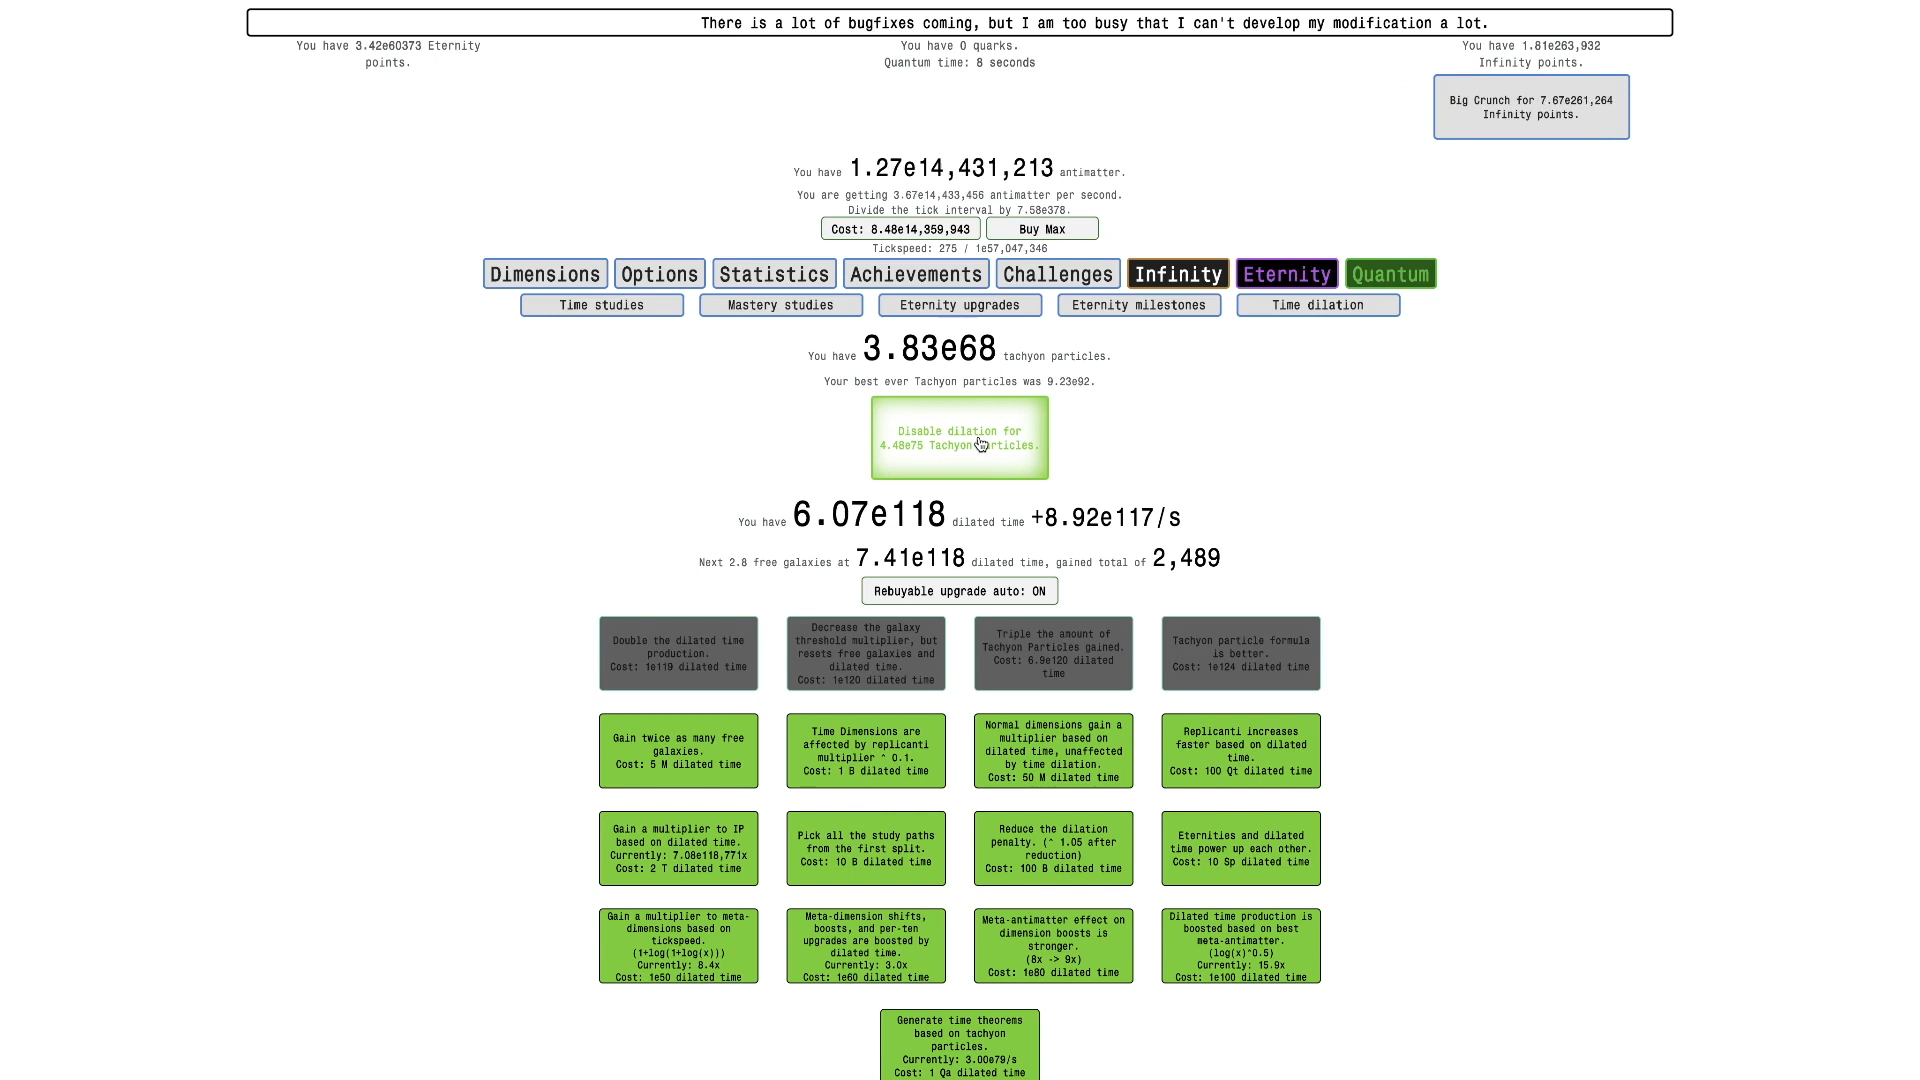 There is a lot of bugfixes coming, but I am too busy that I can't develop my modification a lot.
You have 3.42e60373 Eternity
points.
You have 0 quarks.
Quantum time: 8 seconds
You have 1.81e263,932
Infinity points.
Big Crunch for 7.67e261,264
Infinity points.
You have 1.27e14,431,213 antimatter.
You are getting 3.67e14,433,456 antimatter per second.
Divide the tick interval by 7.58e378.
Cost: 8.48e14,359,943
Buy Max
Tickspeed: 275 / 1e57,047,346
Dimensions
Options
Statistics
Achievements
Challenges
Infinity
Eternity
Quantum
Time studies
Mastery studies
Eternity upgrades
Eternity milestones
Time dilation
You have 3.83e68 tachyon particles.
Your best ever Tachyon particles was 9.23e92.
Disable dilation for
4.48e75 Tachyon particles.
You have 6.07e118 dilated time +8.92e117/s
Next 2.8 free galaxies at 7.41e118 dilated time, gained total of 2,489
Rebuyable upgrade auto: ON
Double the dilated time
production.
Cost: 1e119 dilated time
Decrease the galaxy
threshold multiplier, but
resets free galaxies and
dilated time.
Cost: 1e120 dilated time
Triple the amount of
Tachyon Particles gained.
Cost: 6.9e120 dilated
time
Tachyon particle formula
is better.
Cost: 1e124 dilated time
Gain twice as many free
galaxies.
Cost: 5 M dilated time
Time Dimensions are
affected by replicanti
multiplier ^ 0.1.
Cost: 1 B dilated time
Normal dimensions gain a
multiplier based on
dilated time, unaffected
by time dilation.
Cost: 50 M dilated time
Replicanti increases
faster based on dilated
time.
Cost: 100 Qt dilated time
Gain a multiplier to IP
based on dilated time.
Currently: 7.08e118,771x
Cost: 2 T dilated time
Pick all the study paths
from the first split.
Cost: 10 B dilated time
Reduce the dilation
penalty. (^ 1.05 after
reduction)
Cost: 100 B dilated time
Eternities and dilated
time power up each other.
Cost: 10 Sp dilated time
Gain a multiplier to meta-
dimensions based on
tickspeed.
(1+log(1+log(x)))
Currently: 8.4x
Cost: 1e50 dilated time
Meta-dimension shifts,
boosts, and per-ten
upgrades are boosted by
dilated time.
Currently: 3.0x
Cost: 1e60 dilated time
Meta-antimatter effect on
dimension boosts is
stronger.
(8x -> 9x)
Cost: 1e80 dilated time
Dilated time production is
boosted based on best
meta-antimatter.
(log(x)^0.5)
Currently: 15.9x
Cost: 1e100 dilated time
Generate time theorems
based on tachyon
particles.
Currently: 3.00e79/s
Cost: 1 Qa dilated time